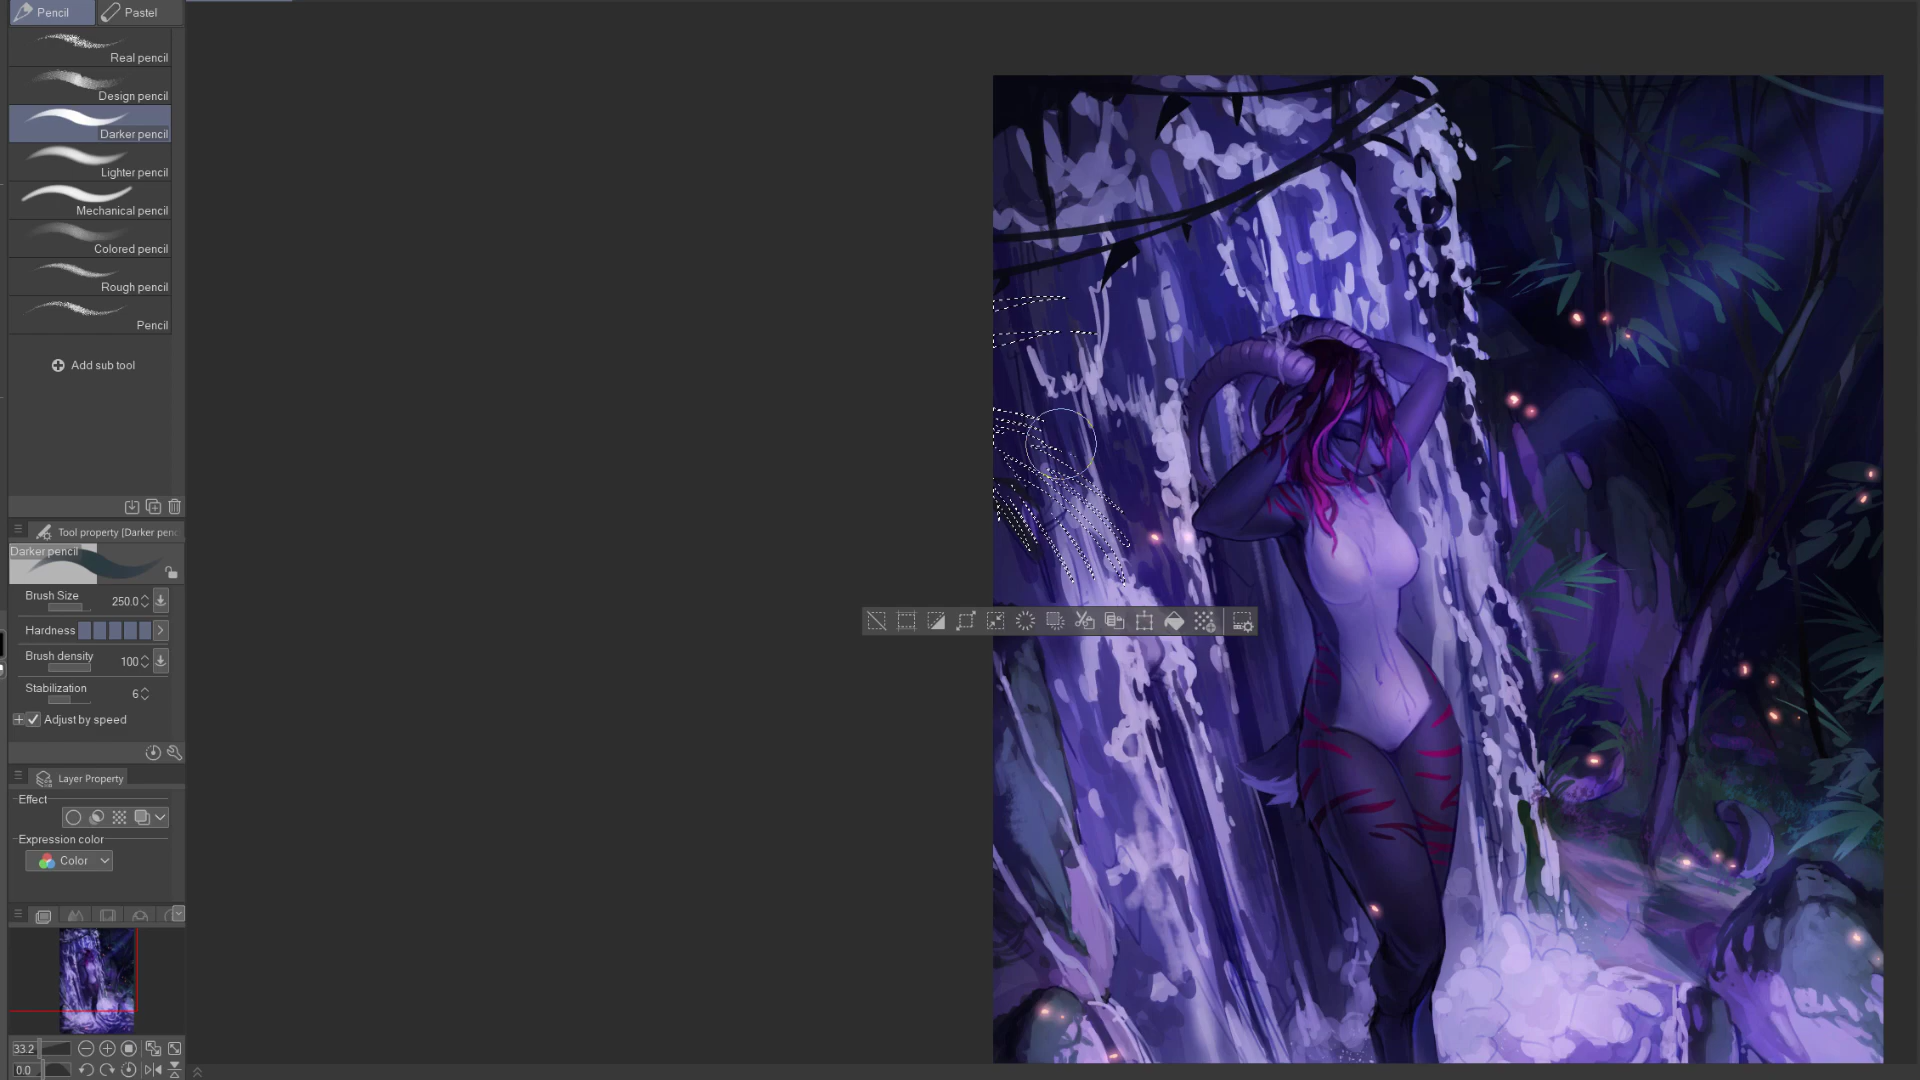 Pencil
Pastel
Real pencil
Design pencil
Darker pencil
Lighter pencil
Mechanical pencil
Colored pencil
Rough pencil
Pencil
Add sub tool
Tool property [Darker penc
Darker pencil
Brush Size
250.0
Hardness
Brush density
100
Stabilization
6
Adjust by speed
Layer Property
Effect
Expression color
Color
33.2
0.0